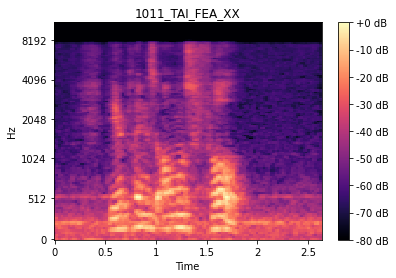 1011_TAI_FEA_XX
Hz
8192
4096
2048
1024
512
0
0
0.5
1
1.5
2
2.5
Time
+0 dB
-10 dB
-20 dB
-30 dB
-40 dB
-50 dB
-60 dB
-70 dB
-80 dB